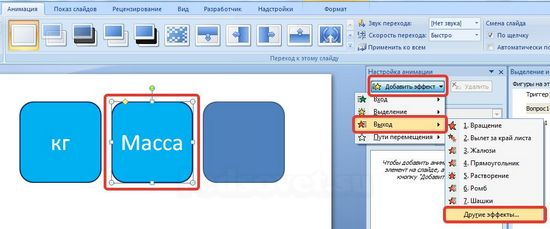 Анимация Показ слайдов Рецензирование Вид Разработчик Надстройки Формат
Звук перехода: [Нет звука] Смена слайда
Скорость перехода: Быстро По щелчку
Применить ко всем Автоматически по
Переход к этому слайду
Настройка анимации Выделение и
Добавить эффект Удалить Фигуры на эт
Вход Триггер
Выделение Вопрос1
Выход
Пути перемещения
1. Вращение
2. Вылет за край листа
3. Жалюзи
4. Прямоугольник
5. Растворение
6. Ромб
7. Шашки
Другие эффекты...
Чтобы добавить аним
элемент на слайде, а
кнопку "Добавить
кг
Масса